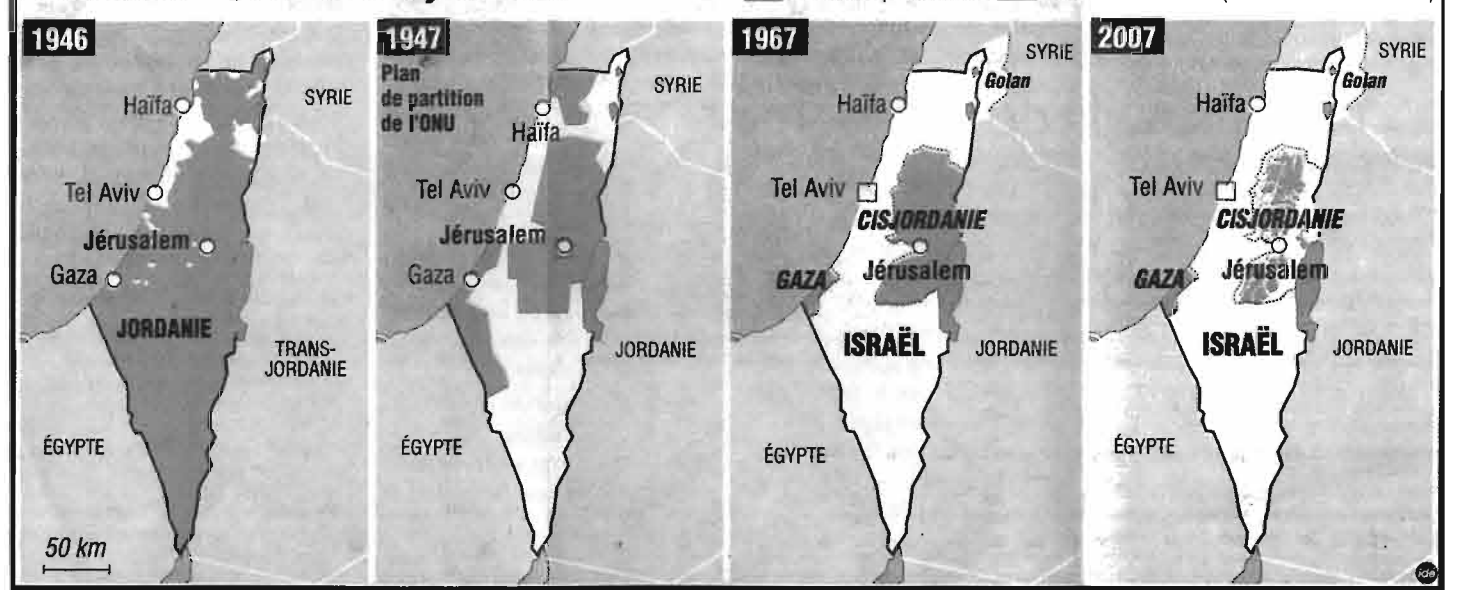 1946
Haïfa
SYRIE
Tel Aviv
Jérusalem
Gaza
JORDANIE
TRANS-
JORDANIE
ÉGYPTE
50 km
1947
Plan
de partition
de l'ONU
SYRIE
Haïfa
Tel Aviv
Jérusalem
Gaza
JORDANIE
ÉGYPTE
1967
SYRIE
Golan
Haïfa
Tel Aviv
CISJORDANIE
Jérusalem
GAZA
ISRAËL
JORDANIE
ÉGYPTE
2007
SYRIE
Golan
Haïfa
Tel Aviv
CISJORDANIE
Jérusalem
GAZA
ISRAËL
JORDANIE
ÉGYPTE
ide